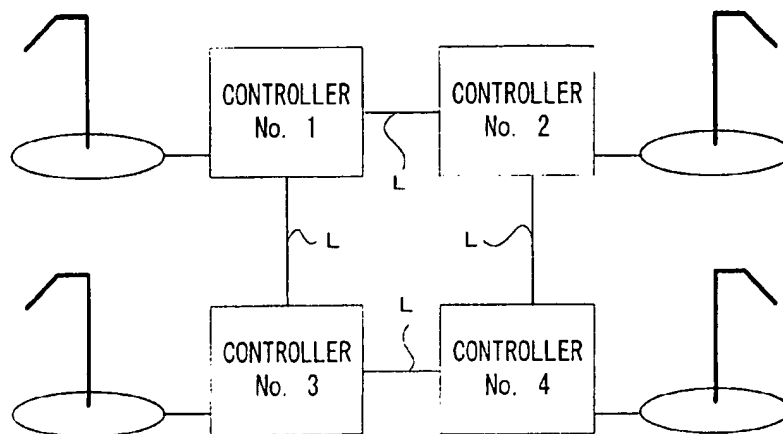 CONTROLLER
No. 1
CONTROLLER
No. 2
L
L
L
L
CONTROLLER
No. 3
CONTROLLER
No. 4